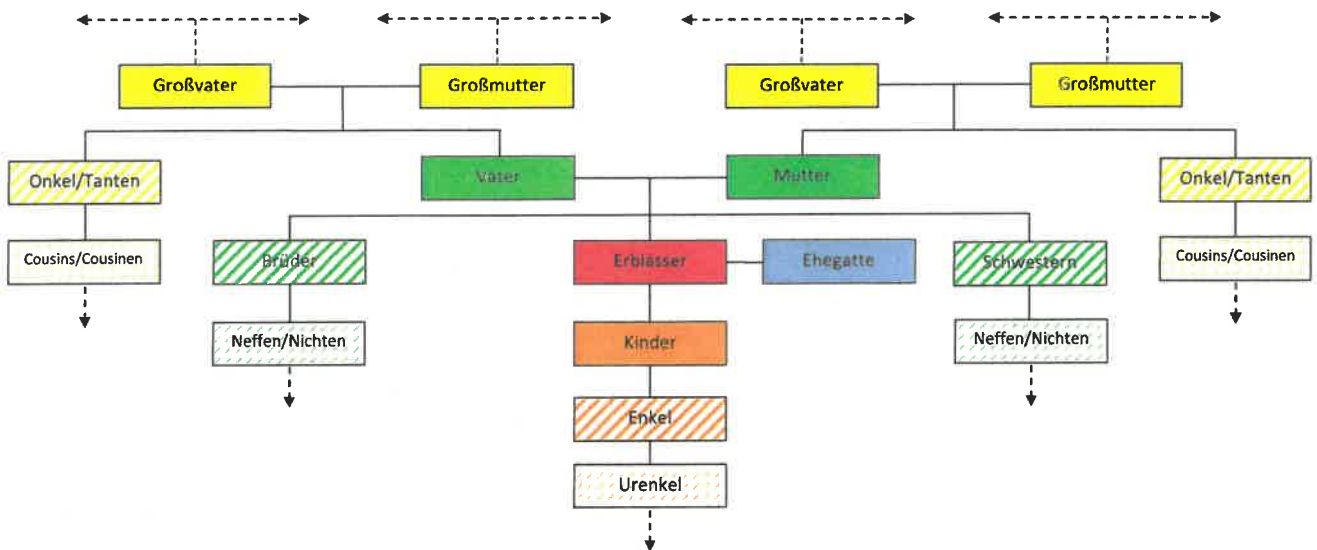 Großvater
Großmutter
Großvater
Großmutter
Onkel/Tanten
Vater
Mutter
Onkel/Tanten
Cousins/Cousinen
Brüder
Erblasser
Ehegatte
Schwestern
Cousins/Cousinen
Neffen/Nichten
Kinder
Neffen/Nichten
Enkel
Urenkel